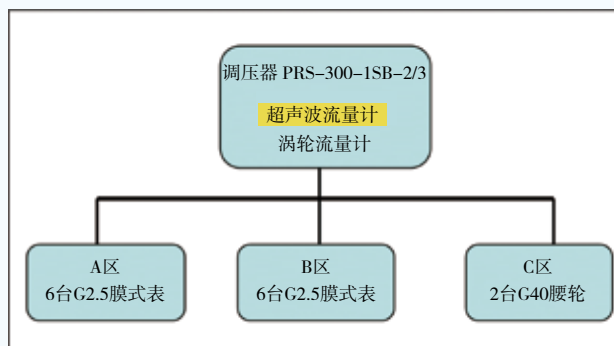 调压器 PRS-300-1SB-2/3
超声波流量计
涡轮流量计
A区
6台G2.5膜式表
B区
6台G2.5膜式表
C区
2台G40腰轮